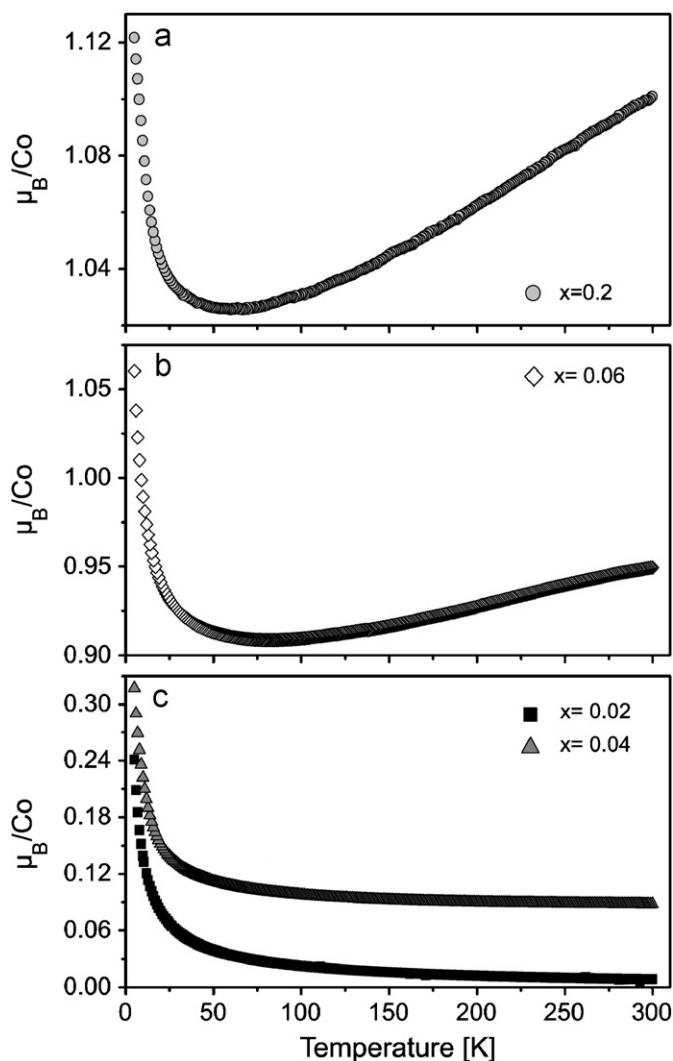 a
1.12
1.08
1.04
μB/Co
x=0.2
b
1.05
1.00
0.95
0.90
μB/Co
x= 0.06
c
0.30
0.24
0.18
0.12
0.06
0.00
μB/Co
x= 0.02
x= 0.04
0 50 100 150 200 250 300
Temperature [K]